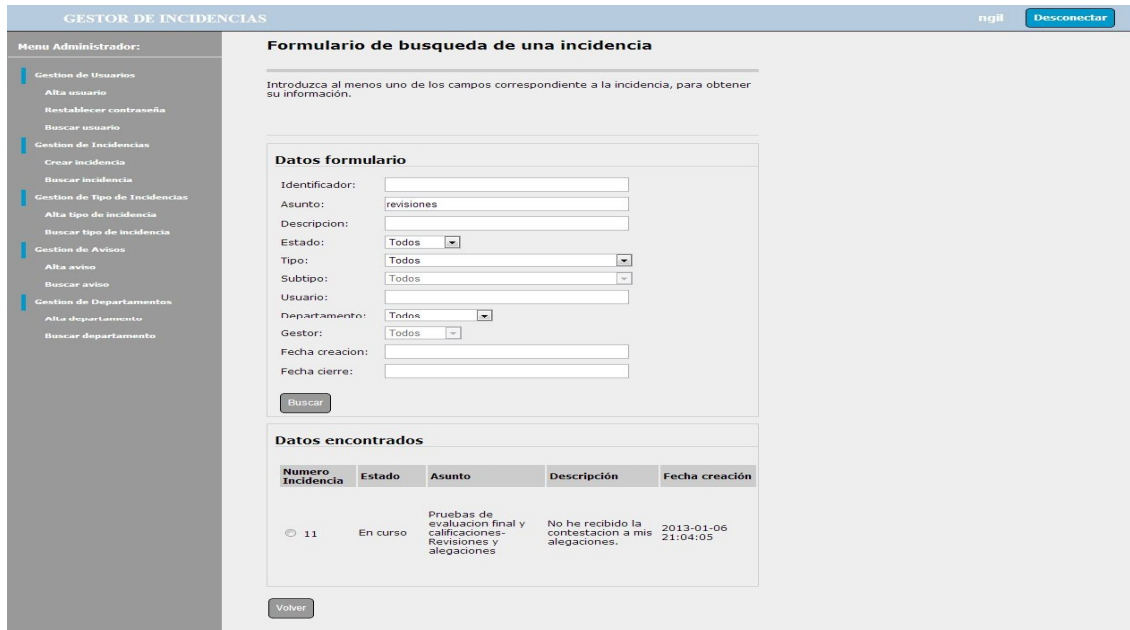 GESTOR DE INCIDENCIAS
ngil
Desconectar
Menu Administrador:
Gestion de Usuarios
Alta usuario
Restablecer contraseña
Buscar usuario
Gestion de Incidencias
Crear incidencia
Buscar incidencia
Gestion de Tipo de Incidencias
Alta tipo de incidencia
Buscar tipo de incidencia
Gestion de Avisos
Alta aviso
Buscar aviso
Gestion de Departamentos
Alta departamento
Buscar departamento
Formulario de busqueda de una incidencia
Introduzca al menos uno de los campos correspondiente a la incidencia, para obtener
su información.
Datos formulario
Identificador:
Asunto: revisiones
Descripcion:
Estado: Todos
Tipo: Todos
Subtipo: Todos
Usuario:
Departamento: Todos
Gestor: Todos
Fecha creacion:
Fecha cierre:
Buscar
Datos encontrados
Numero
Incidencia
Estado
Asunto
Descripción
Fecha creación
11
En curso
Pruebas de
evaluacion final y
calificaciones-
Revisiones y
alegaciones
No he recibido la
contestacion a mis
alegaciones.
2013-01-06
21:04:05
Volver